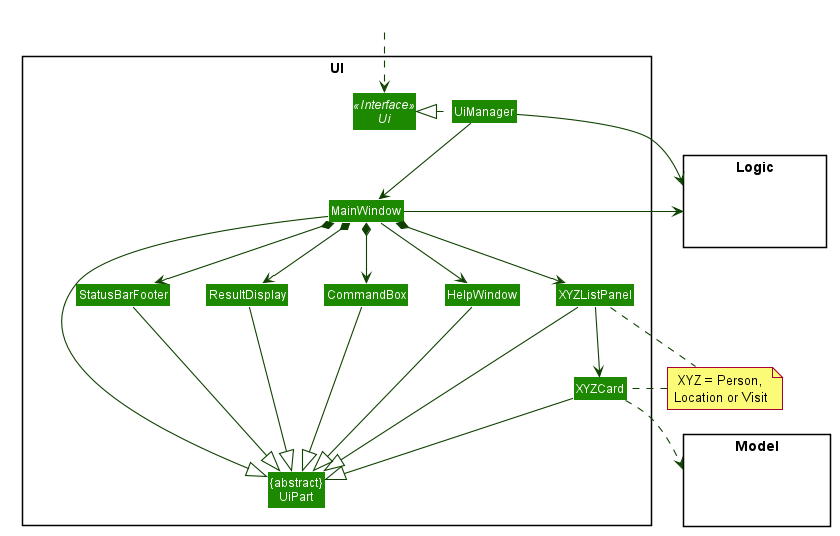 UI
«Interface»
Ui
UiManager
Logic
MainWindow
StatusBarFooter
ResultDisplay
CommandBox
HelpWindow
XYZListPanel
XYZCard
XYZ = Person,
Location or Visit
Model
{abstract}
UiPart